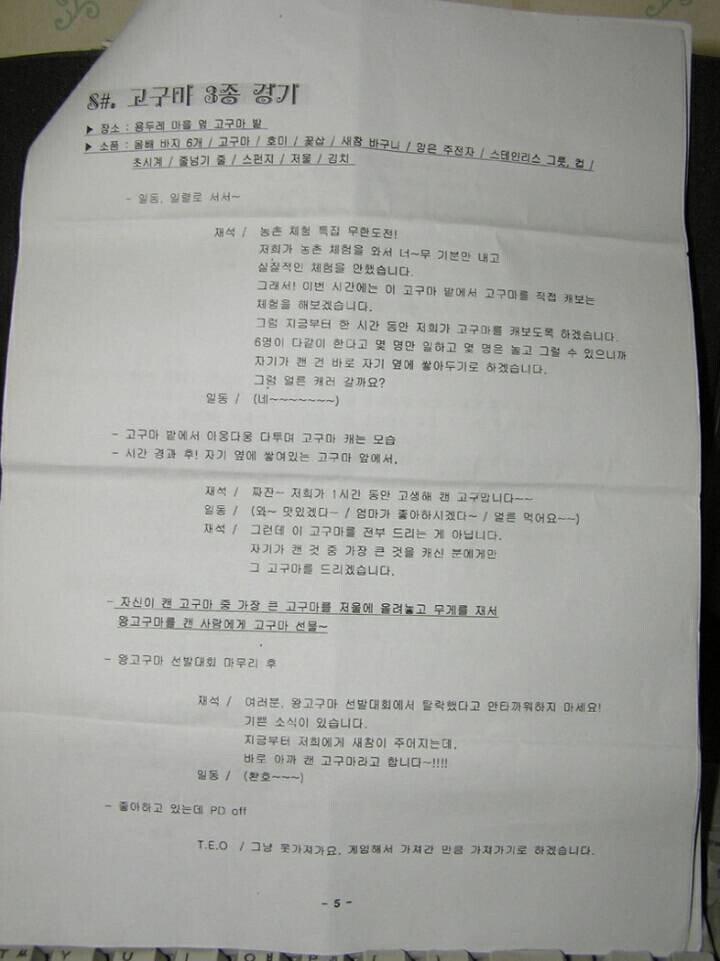 S#. 고구마 3종 경기
▶ 장소 : 용두레 마을 옆 고구마 밭
▶ 소품 : 몸빼 바지 6개 / 고구마 / 호미 / 꽃삽 / 새참 바구니 / 양은 주전자 / 스테인리스 그릇, 컵 /
초시계 / 줄넘기 줄 / 스펀지 / 저울 / 김치
- 일동, 일렬로 서서~
재석 / 농촌 체험 특집 무한도전!
저희가 농촌 체험을 와서 너~무 기분만 내고
실질적인 체험을 안했습니다.
그래서! 이번 시간에는 이 고구마 밭에서 고구마를 직접 캐보는
체험을 해보겠습니다.
그럼 지금부터 한 시간 동안 저희가 고구마를 캐보도록 하겠습니다.
6명이 다같이 한다고 몇 명만 일하고 몇 명은 놀고 그럴 수 있으니까
자기가 캔 건 바로 자기 옆에 쌓아두기로 하겠습니다.
그럼 얼른 캐러 갈까요?
일동 / (네~~~~~~~)
- 고구마 밭에서 아웅다웅 다투며 고구마 캐는 모습
- 시간 경과 후! 자기 옆에 쌓여있는 고구마 앞에서,
재석 / 짜잔~ 저희가 1시간 동안 고생해 캔 고구맙니다~~
일동 / (와~ 맛있겠다~ / 엄마가 좋아하시겠다~ / 얼른 먹어요~~)
재석 / 그런데 이 고구마를 전부 드리는 게 아닙니다.
자기가 캔 것 중 가장 큰 것을 캐신 분에게만
그 고구마를 드리겠습니다.
- 자신이 캔 고구마 중 가장 큰 고구마를 저울에 올려놓고 무게를 재서
왕고구마를 캔 사람에게 고구마 선물~
- 왕고구마 선발대회 마무리 후
재석 / 여러분, 왕고구마 선발대회에서 탈락했다고 안타까워하지 마세요!
기쁜 소식이 있습니다.
지금부터 저희에게 새참이 주어지는데,
바로 아까 캔 고구마라고 합니다~!!!!
일동 / (환호~~~)
- 좋아하고 있는데 PD off
T.E.O / 그냥 못가져가요. 게임해서 가져간 만큼 가져가기로 하겠습니다.
- 5 -